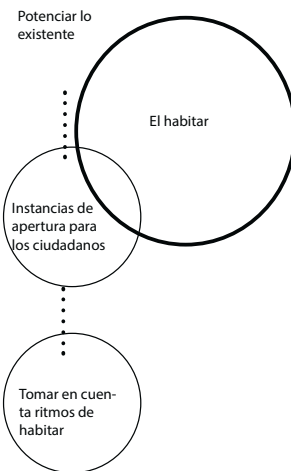 Potenciar lo
existente
El habitar
Instancias de
apertura para
los ciudadanos
Tomar en cuen-
ta ritmos de
habitar